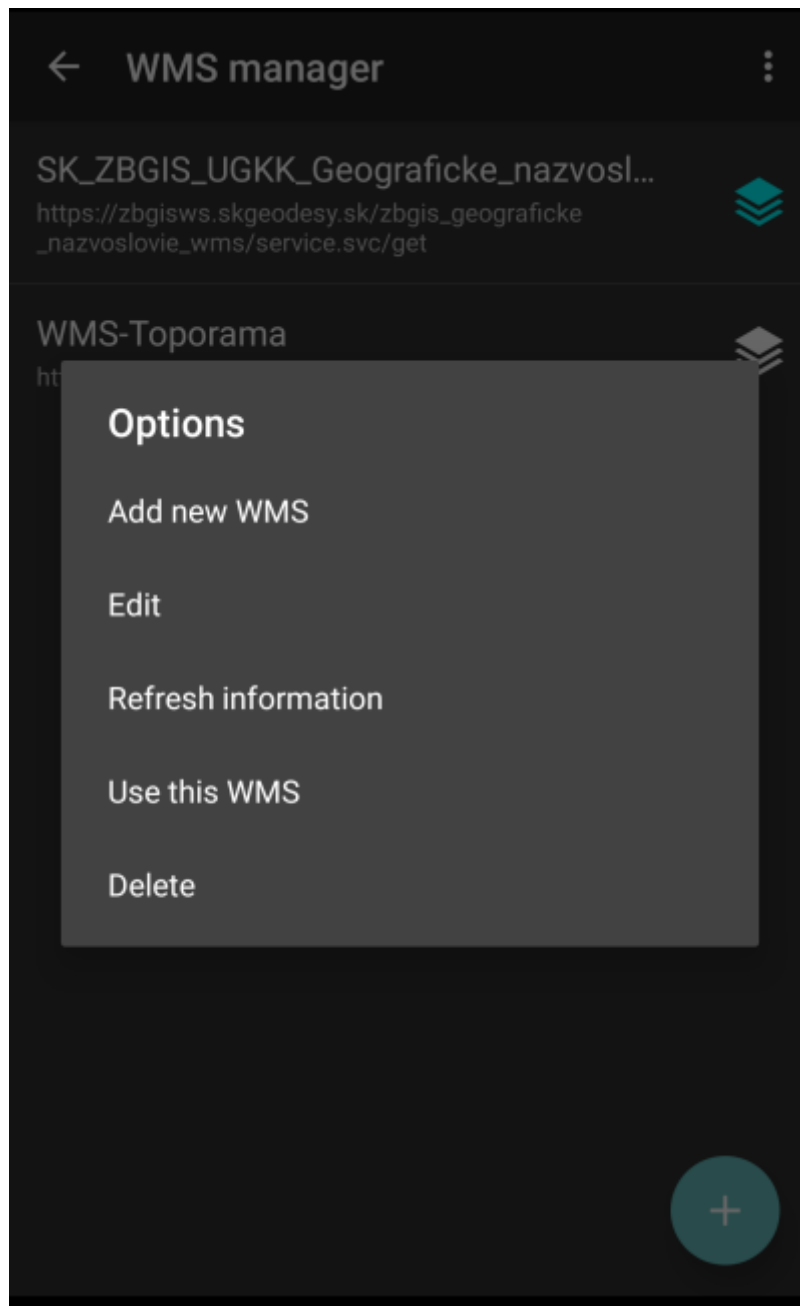 WMS manager
SK_ZBGIS_UGKK_Geograficke_nazvosl...
https://zbgisws.skgeodesy.sk/zbgis_geograficke
_nazvoslovie_wms/service.svc/get
WMS-Toporama
Options
Add new WMS
Edit
Refresh information
Use this WMS
Delete